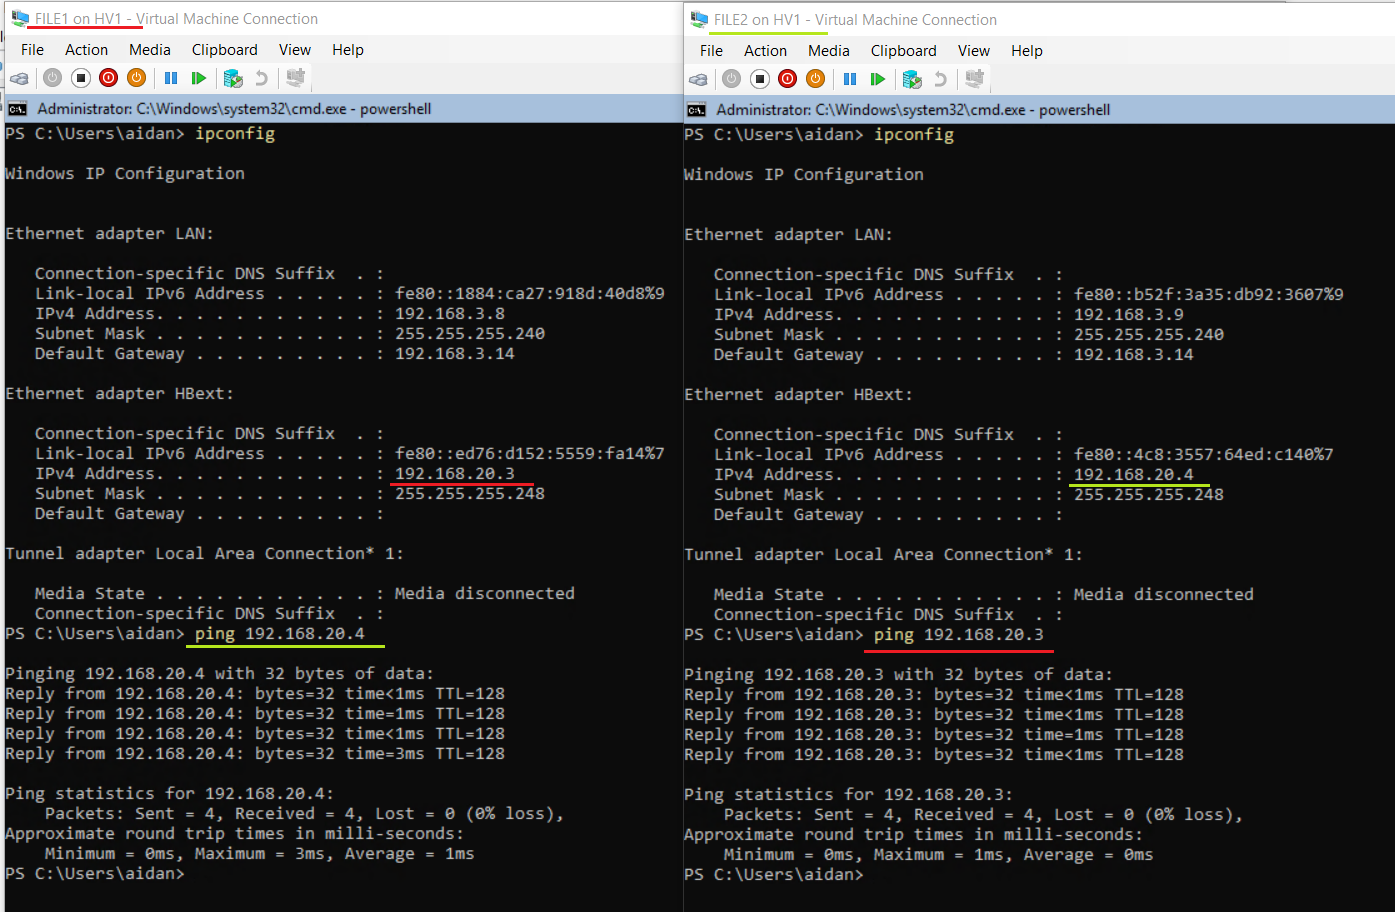 FILE1 on HV1 - Virtual Machine Connection
File Action Media Clipboard View Help
Administrator: C:\Windows\system32\cmd.exe - powershell
PS C:\Users\aidan> ipconfig
Windows IP Configuration
Ethernet adapter LAN:
Connection-specific DNS Suffix  . :
Link-local IPv6 Address . . . . . : fe80::1884:ca27:918d:40d8%9
IPv4 Address. . . . . . . . . . . : 192.168.3.8
Subnet Mask . . . . . . . . . . . : 255.255.255.240
Default Gateway . . . . . . . . . : 192.168.3.14
Ethernet adapter HBext:
Connection-specific DNS Suffix  . :
Link-local IPv6 Address . . . . . : fe80::ed76:d152:5559:fa14%7
IPv4 Address. . . . . . . . . . . : 192.168.20.3
Subnet Mask . . . . . . . . . . . : 255.255.255.248
Default Gateway . . . . . . . . . :
Tunnel adapter Local Area Connection* 1:
Media State . . . . . . . . . . . : Media disconnected
Connection-specific DNS Suffix  . :
PS C:\Users\aidan> ping 192.168.20.4
Pinging 192.168.20.4 with 32 bytes of data:
Reply from 192.168.20.4: bytes=32 time<1ms TTL=128
Reply from 192.168.20.4: bytes=32 time=1ms TTL=128
Reply from 192.168.20.4: bytes=32 time<1ms TTL=128
Reply from 192.168.20.4: bytes=32 time=3ms TTL=128
Ping statistics for 192.168.20.4:
Packets: Sent = 4, Received = 4, Lost = 0 (0% loss),
Approximate round trip times in milli-seconds:
Minimum = 0ms, Maximum = 3ms, Average = 1ms
PS C:\Users\aidan>
FILE2 on HV1 - Virtual Machine Connection
File Action Media Clipboard View Help
Administrator: C:\Windows\system32\cmd.exe - powershell
PS C:\Users\aidan> ipconfig
Windows IP Configuration
Ethernet adapter LAN:
Connection-specific DNS Suffix  . :
Link-local IPv6 Address . . . . . : fe80::b52f:3a35:db92:3607%9
IPv4 Address. . . . . . . . . . . : 192.168.3.9
Subnet Mask . . . . . . . . . . . : 255.255.255.240
Default Gateway . . . . . . . . . : 192.168.3.14
Ethernet adapter HBext:
Connection-specific DNS Suffix  . :
Link-local IPv6 Address . . . . . : fe80::4c8:3557:64ed:c140%7
IPv4 Address. . . . . . . . . . . : 192.168.20.4
Subnet Mask . . . . . . . . . . . : 255.255.255.248
Default Gateway . . . . . . . . . :
Tunnel adapter Local Area Connection* 1:
Media State . . . . . . . . . . . : Media disconnected
Connection-specific DNS Suffix  . :
PS C:\Users\aidan> ping 192.168.20.3
Pinging 192.168.20.3 with 32 bytes of data:
Reply from 192.168.20.3: bytes=32 time<1ms TTL=128
Reply from 192.168.20.3: bytes=32 time<1ms TTL=128
Reply from 192.168.20.3: bytes=32 time=1ms TTL=128
Reply from 192.168.20.3: bytes=32 time<1ms TTL=128
Ping statistics for 192.168.20.3:
Packets: Sent = 4, Received = 4, Lost = 0 (0% loss),
Approximate round trip times in milli-seconds:
Minimum = 0ms, Maximum = 1ms, Average = 0ms
PS C:\Users\aidan>